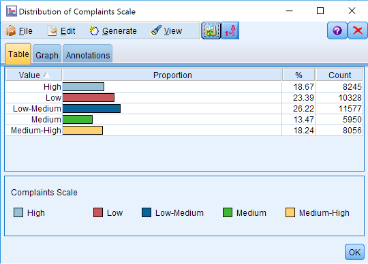 Distribution of Complaints Scale
File Edit Generate View
Table Graph Annotations
Value Proportion % Count
High 18.67 8245
Low 23.39 10328
Low-Medium 26.22 11577
Medium 13.47 5950
Medium-High 18.24 8056
Complaints Scale
High Low Low-Medium Medium Medium-High
OK